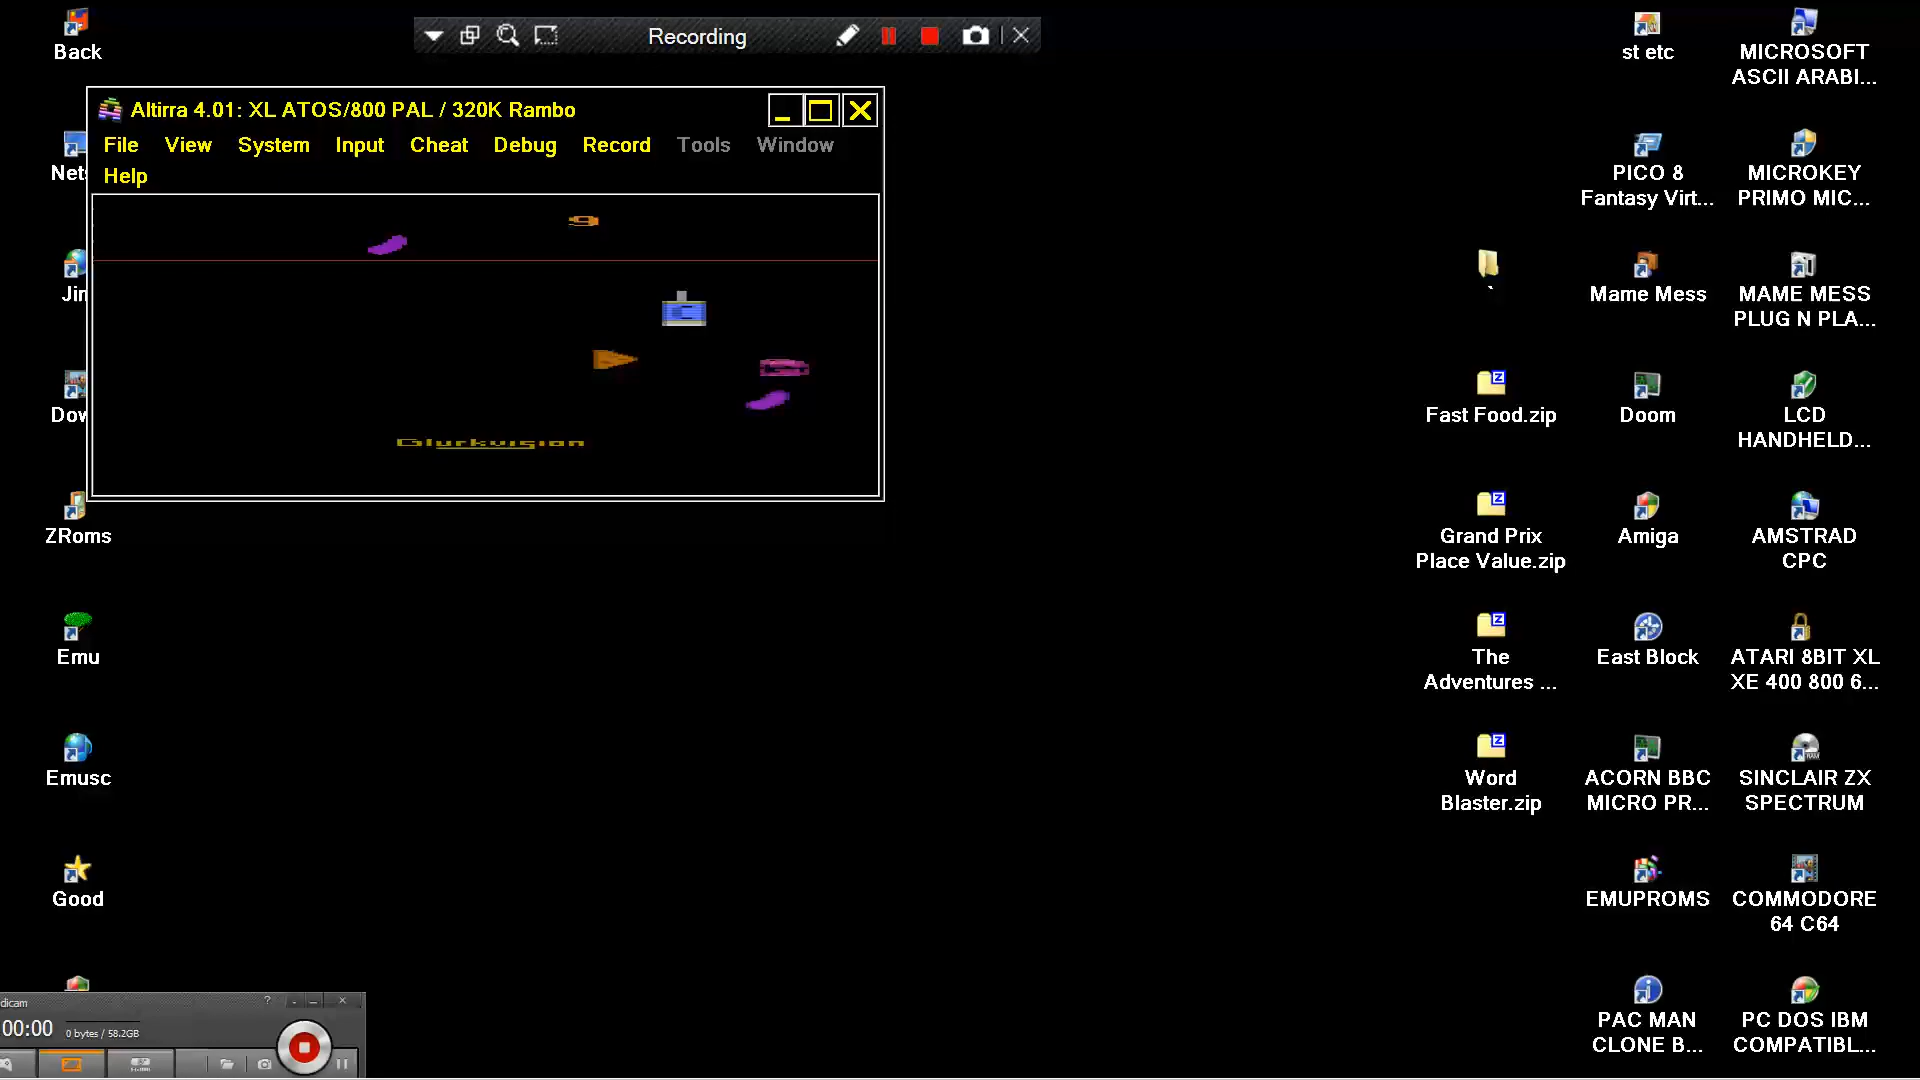 Back
Recording
st etc
MICROSOFT
ASCII ARABI...
Altirra 4.01: XL ATOS/800 PAL / 320K Rambo
File View System Input Cheat Debug Record Tools Window
Help
PICO 8
Fantasy Virt...
MICROKEY
PRIMO MIC...
Mame Mess
MAME MESS
PLUG N PLA...
Fast Food.zip
Doom
LCD
HANDHELD...
Glurkvision
ZRoms
Grand Prix
Place Value.zip
Amiga
AMSTRAD
CPC
Emu
The
Adventures ...
East Block
ATARI 8BIT XL
XE 400 800 6...
Emusc
Word
Blaster.zip
ACORN BBC
MICRO PR...
SINCLAIR ZX
SPECTRUM
Good
EMUPROMS
COMMODORE
64 C64
dicam
00:00
0 bytes / 58.2GB
PAC MAN
CLONE B...
PC DOS IBM
COMPATIBL...